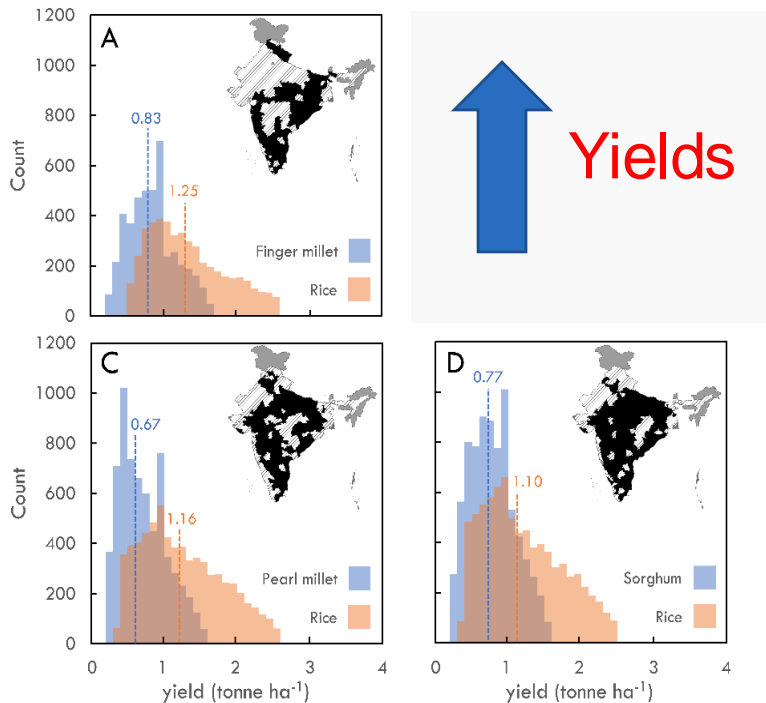 A
1200
1000
800
600
400
200
0
Count
0.83
1.25
Finger millet
Rice
Yields
C
1200
1000
800
600
400
200
0
Count
0.67
1.16
Pearl millet
Rice
0 1 2 3 4
yield (tonne ha⁻¹)
D
0.77
1.10
Sorghum
Rice
0 1 2 3 4
yield (tonne ha⁻¹)